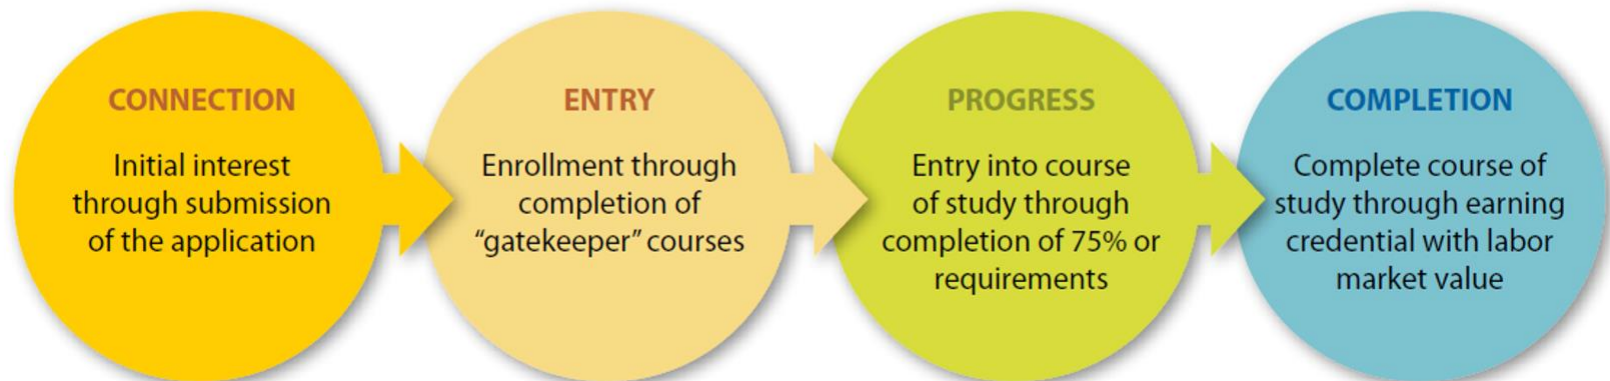 CONNECTION
Initial interest
through submission
of the application
ENTRY
Enrollment through
completion of
“gatekeeper” courses
PROGRESS
Entry into course
of study through
completion of 75% or
requirements
COMPLETION
Complete course of
study through earning
credential with labor
market value